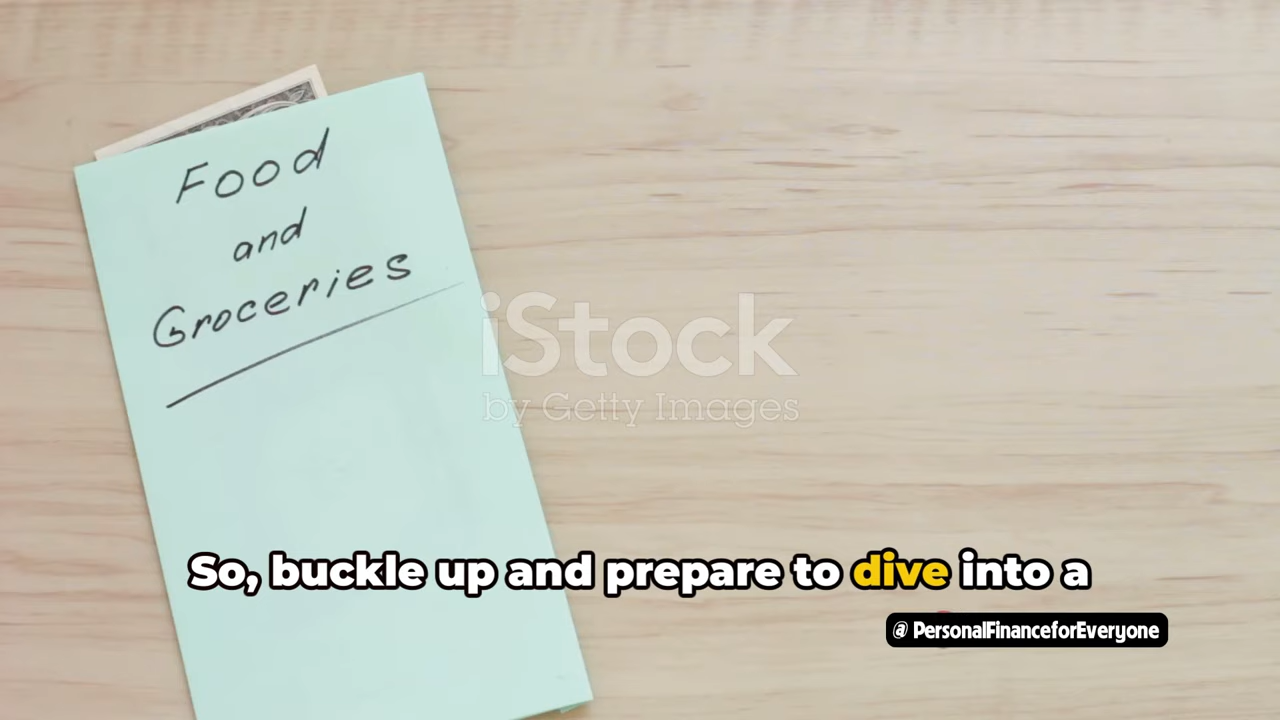 Food
and
Groceries
iStock
by Getty Images
So, buckle up and prepare to dive into a
@ PersonalFinanceforEveryone